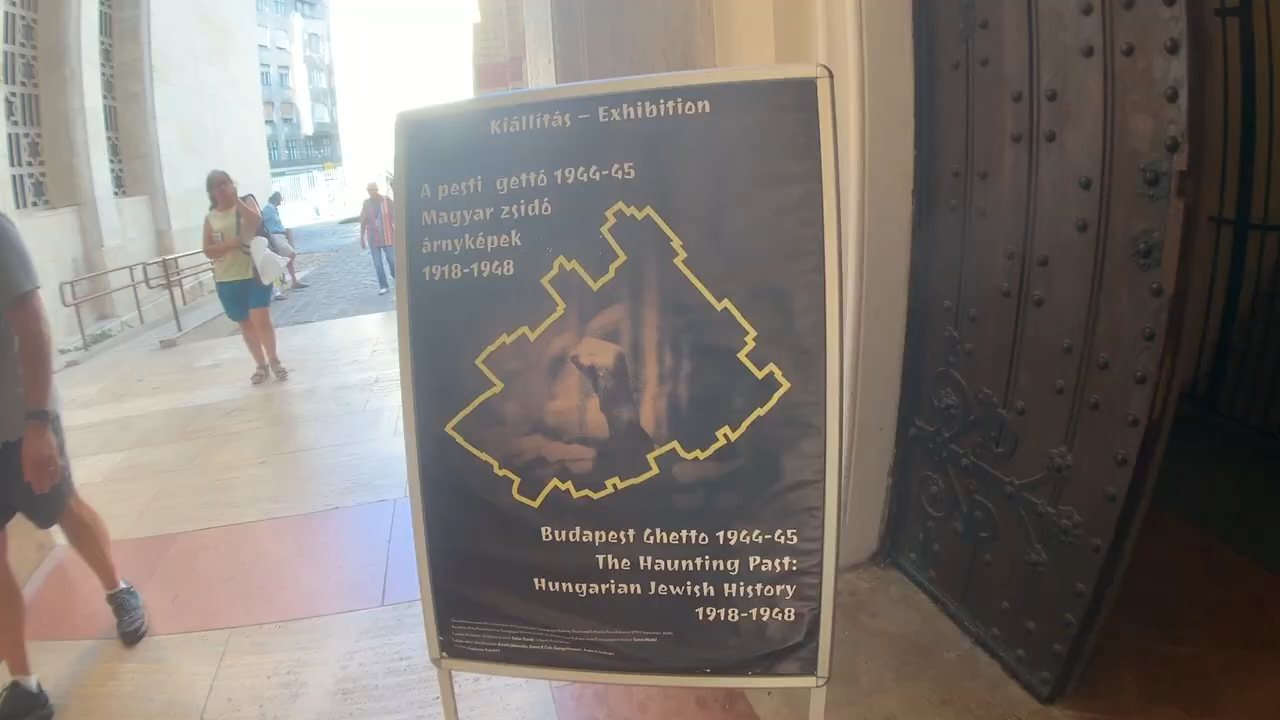 Kiállítás – Exhibition
A pesti gettó 1944-45
Magyar zsidó
árnyképek
1918-1948
Budapest Ghetto 1944-45
The Haunting Past:
Hungarian Jewish History
1918-1948